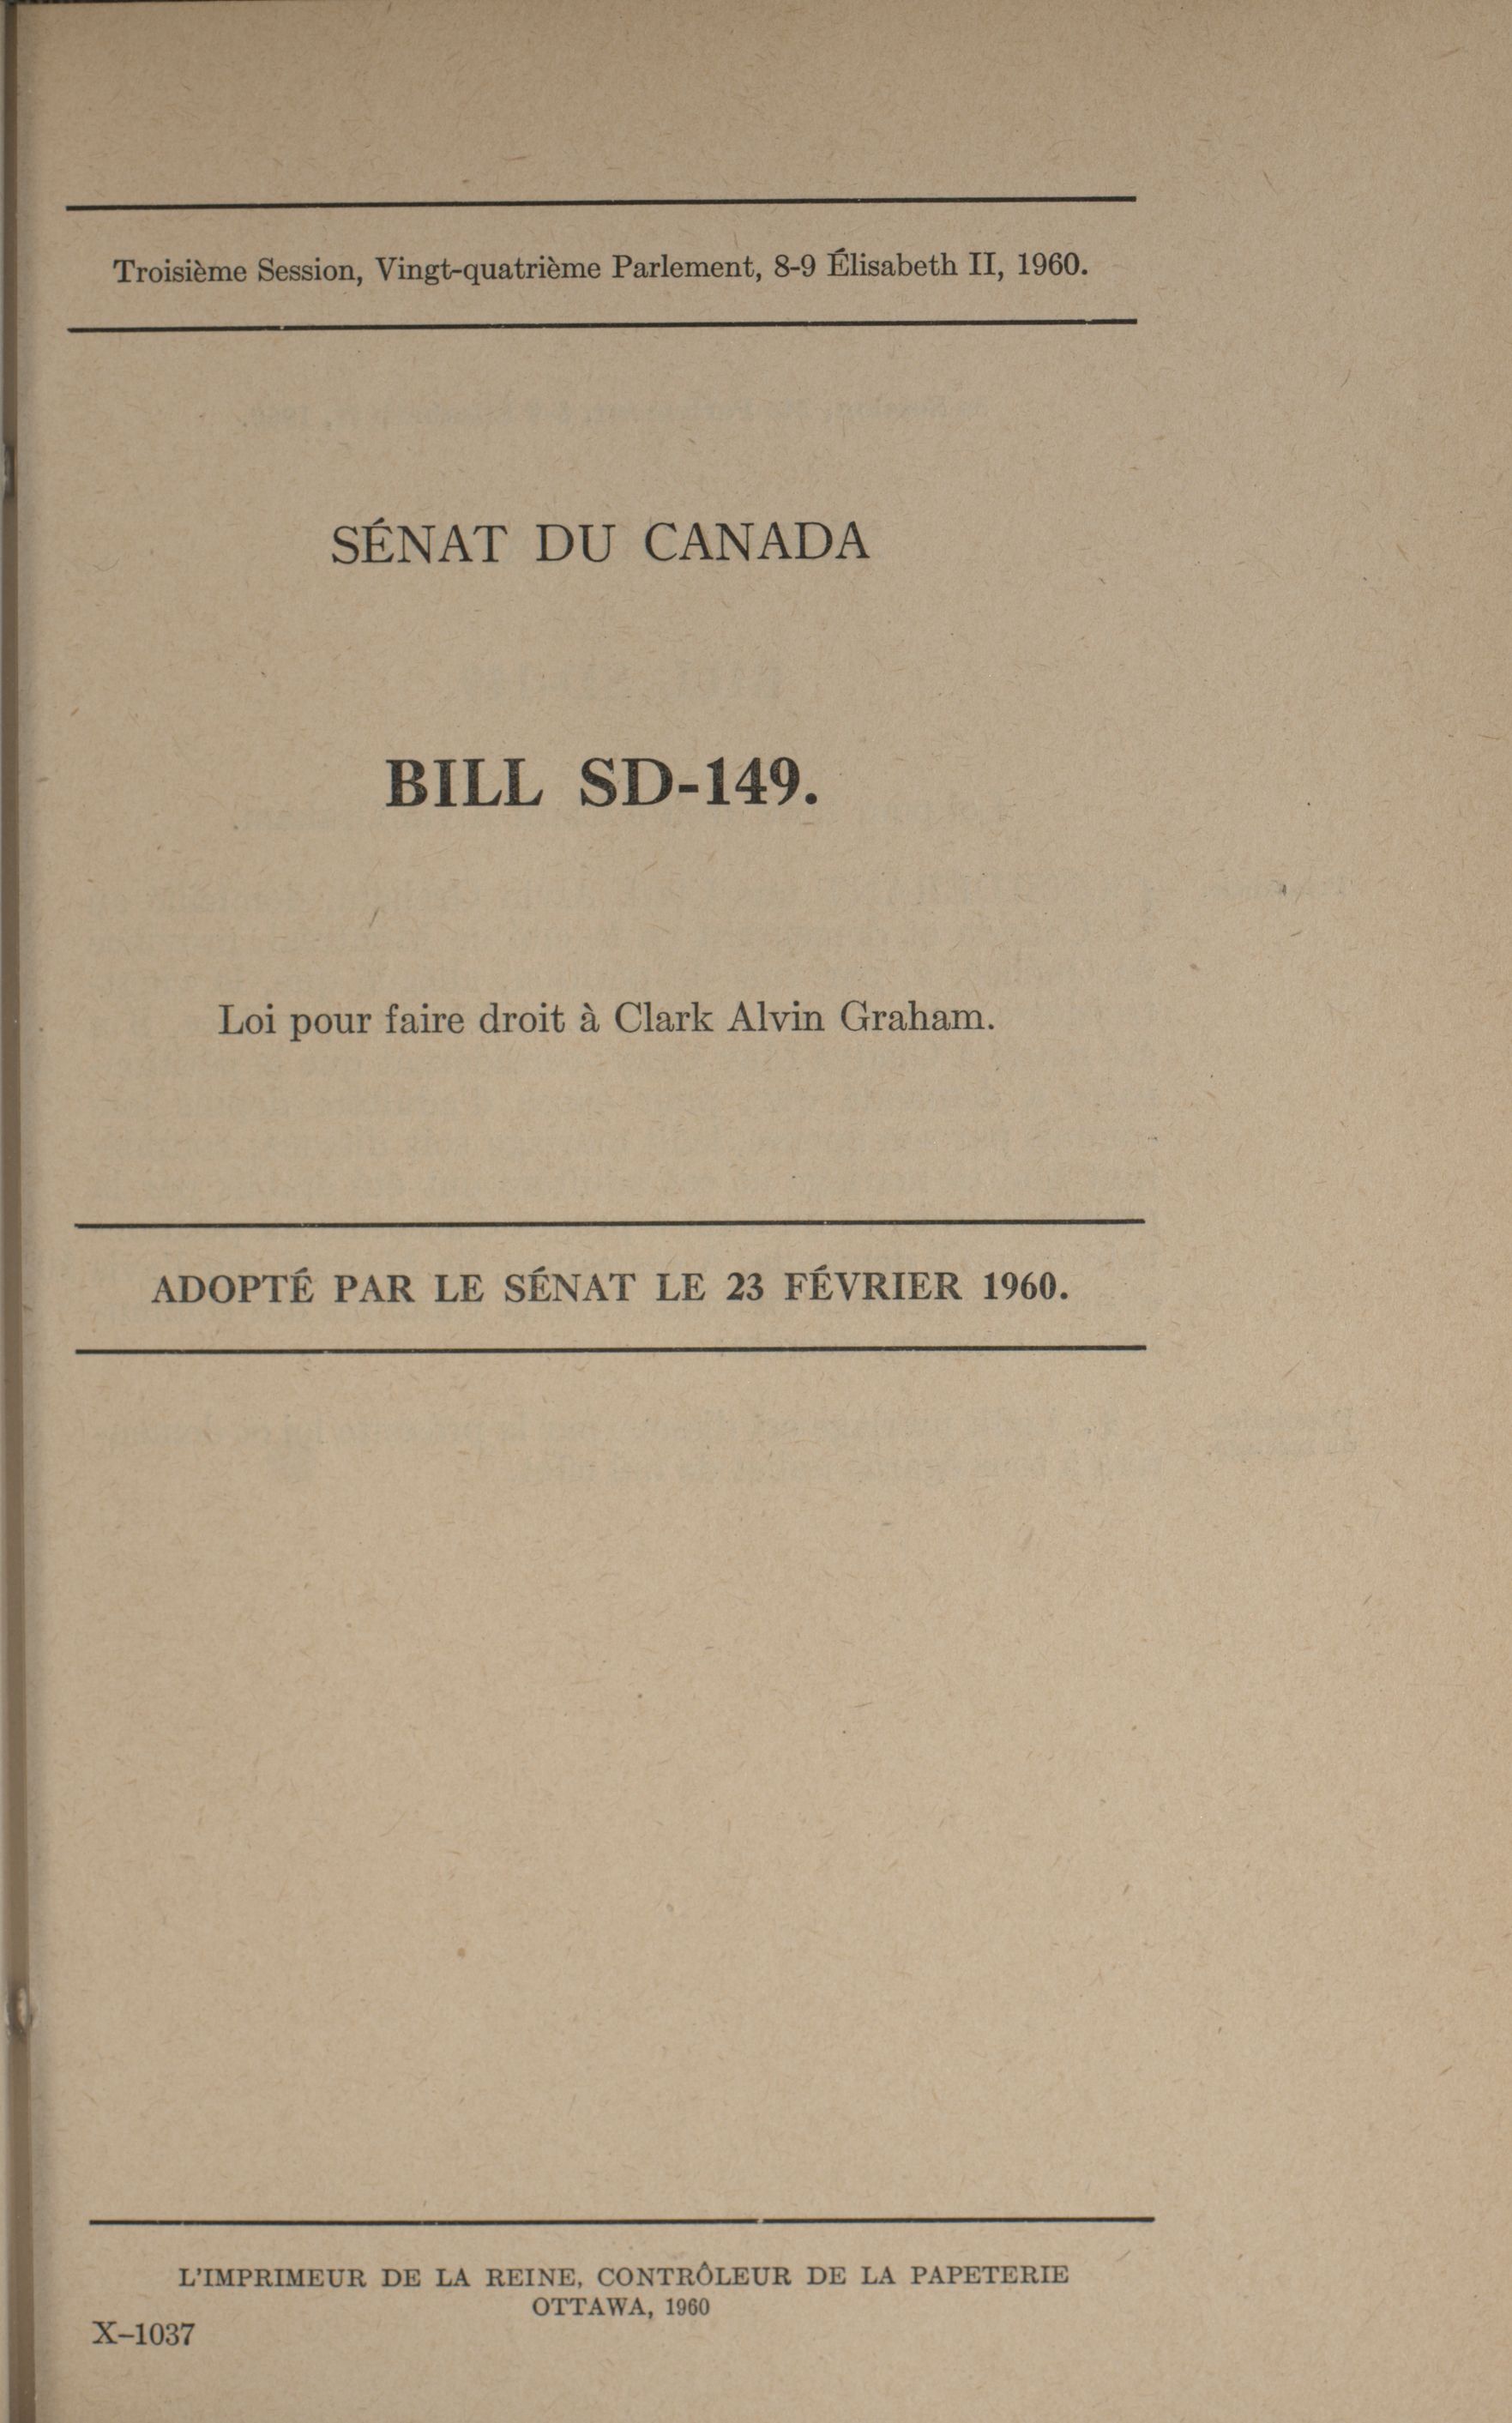 Troisième Session, Vingt-quatrième Parlement, 8-9 Élisabeth II, 1960.
SÉNAT DU CANADA
BILL SD-149.
Loi pour faire droit à Clark Alvin Graham.
ADOPTÉ PAR LE SÉNAT LE 23 FÉVRIER 1960.
L'IMPRIMEUR DE LA REINE, CONTRÔLEUR DE LA PAPETERIE
OTTAWA, 1960
X–1037